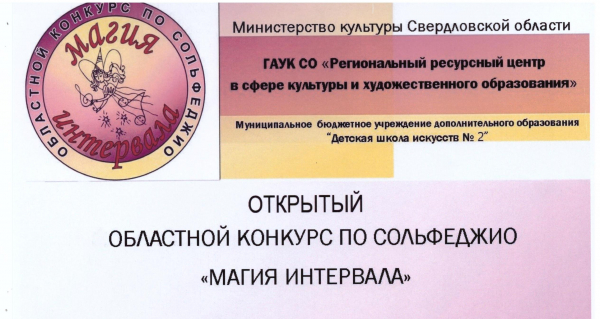 ОБЛАСТНОЙ КОНКУРС ПО СОЛЬФЕДЖИО
магия
интервала
Министерство культуры Свердловской области
ГАУК СО «Региональный ресурсный центр
в сфере культуры и художественного образования»
Муниципальное бюджетное учреждение дополнительного образования
"Детская школа искусств № 2"
ОТКРЫТЫЙ
ОБЛАСТНОЙ КОНКУРС ПО СОЛЬФЕДЖИО
«МАГИЯ ИНТЕРВАЛА»